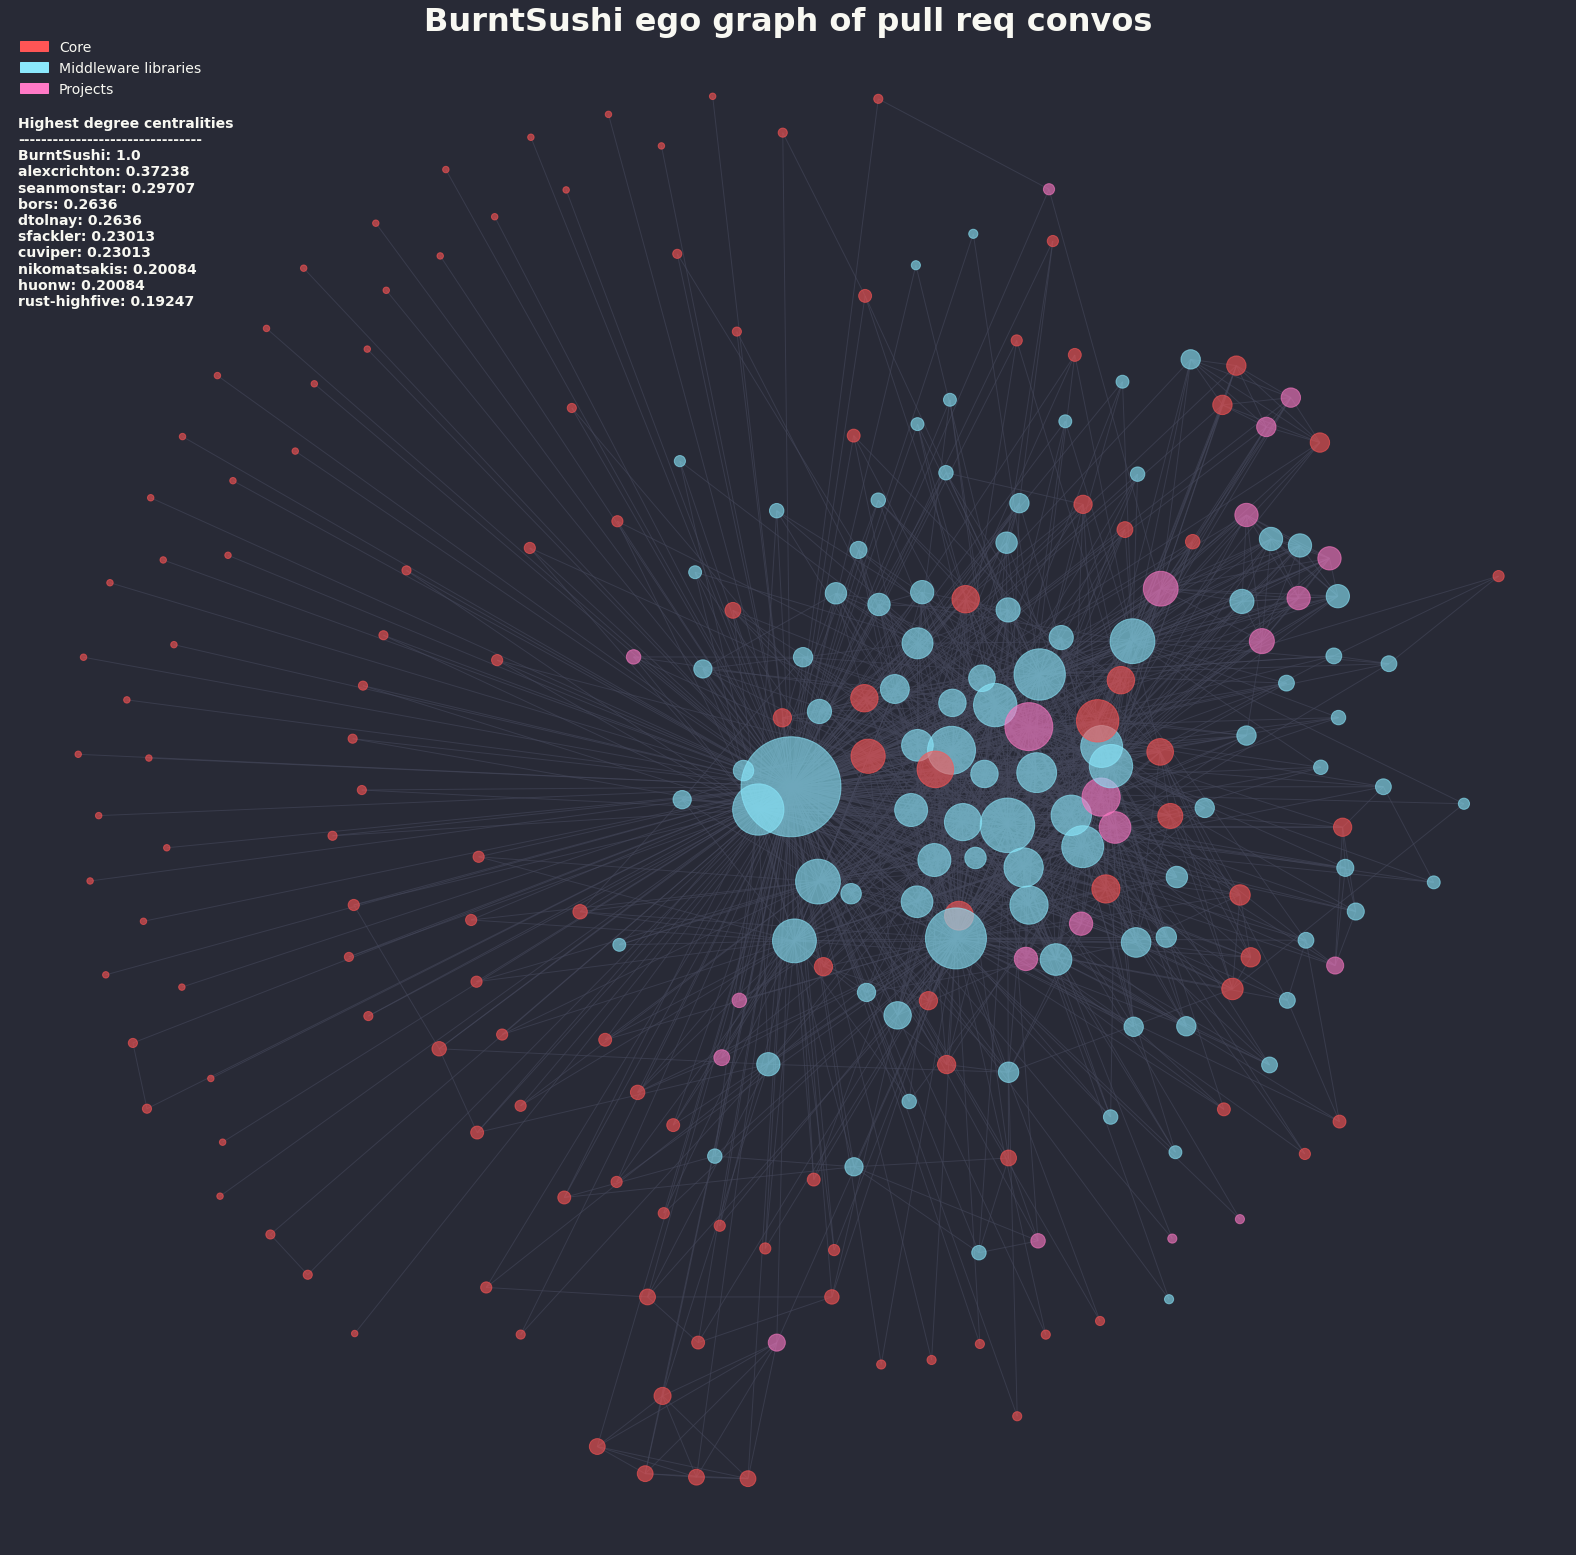 BurntSushi ego graph of pull req convos
Core
Middleware libraries
Projects
Highest degree centralities
--------------------------------
BurntSushi: 1.0
alexcrichton: 0.37238
seanmonstar: 0.29707
bors: 0.2636
dtolnay: 0.2636
sfackler: 0.23013
cuviper: 0.23013
nikomatsakis: 0.20084
huonw: 0.20084
rust-highfive: 0.19247